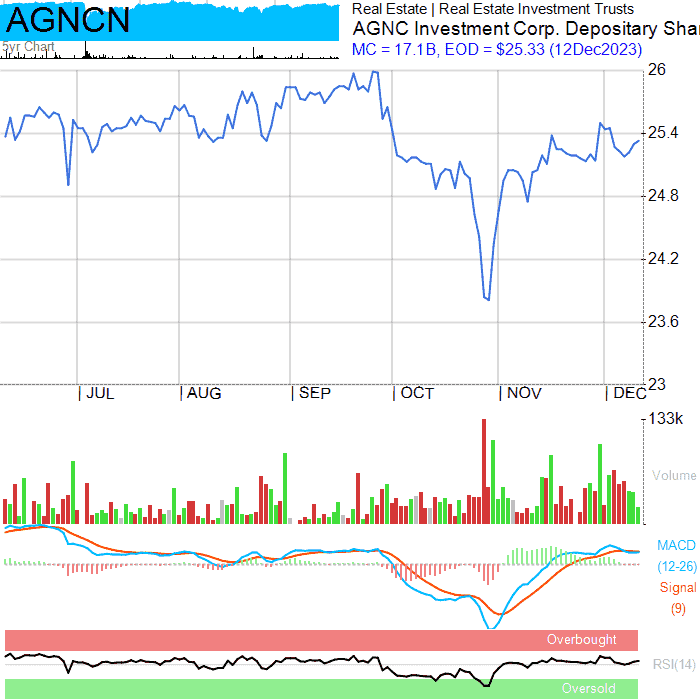 AGNCN
5yr Chart
Real Estate | Real Estate Investment Trusts
AGNC Investment Corp. Depositary Shar
MC = 17.1B, EOD = $25.33 (12Dec2023)
26
25.4
24.8
24.2
23.6
23
| JUL | AUG | SEP | OCT | NOV | DEC
133k
Volume
MACD
(12-26)
Signal
(9)
Overbought
RSI(14)
Oversold